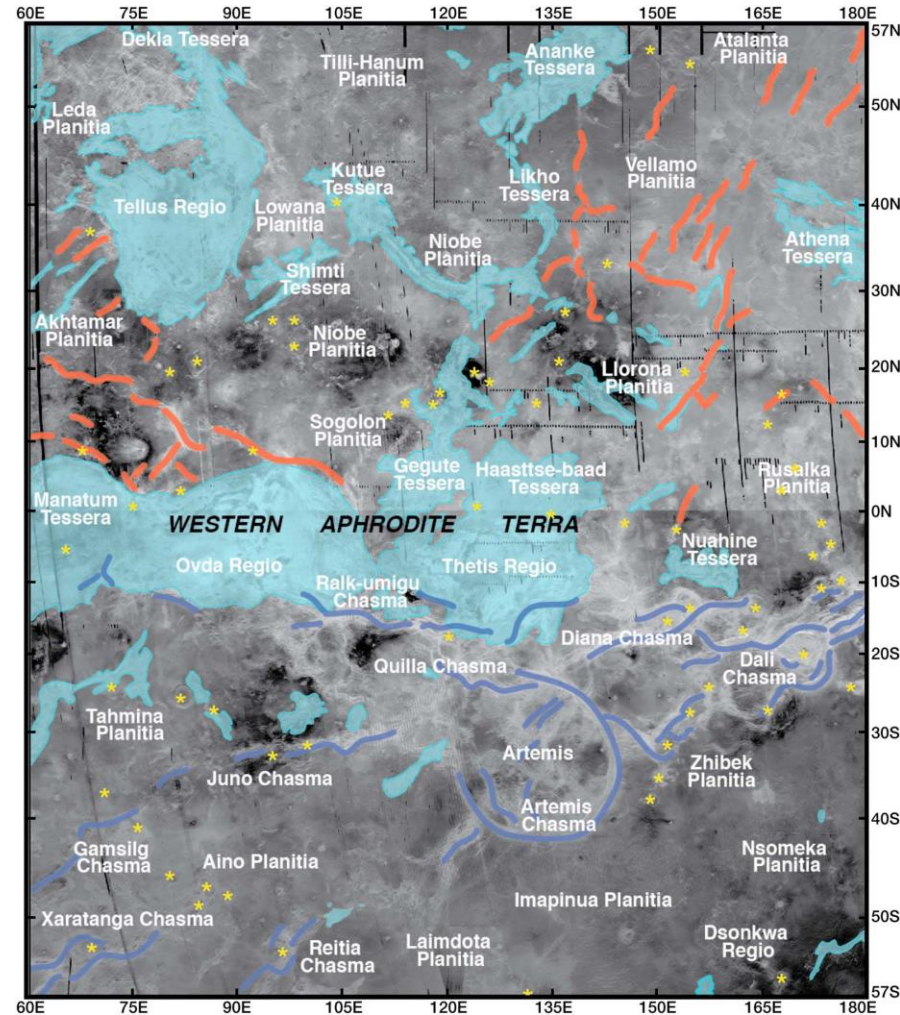 60E 75E 90E 105E 120E 135E 150E 165E 180E
57N
Dekla Tessera
Tilli-Hanum
Planitia
Ananke
Tessera
Atalanta
Planitia
50N
Leda
Planitia
Kutue
Tessera
Likho
Tessera
Vellamo
Planitia
40N
Tellus Regio
Lowana
Planitia
Niobe
Planitia
Athena
Tessera
Shimti
Tessera
30N
Akhtamar
Planitia
Niobe
Planitia
20N
Llorona
Planitia
Sogolon
Planitia
10N
Gegute
Tessera
Haasttse-baad
Tessera
Rusalka
Planitia
Manatum
Tessera
0N
WESTERN APHRODITE TERRA
Nuahine
Tessera
Ovda Regio
Thetis Regio
10S
Ralk-umigu
Chasma
Diana Chasma
20S
Quilla Chasma
Dali
Chasma
Tahmina
Planitia
30S
Artemis
Juno Chasma
Zhibek
Planitia
Artemis
Chasma
40S
Gamsilg
Chasma
Aino Planitia
Nsomeka
Planitia
Imapinua Planitia
Xaratanga Chasma
50S
Reitia
Chasma
Laimdota
Planitia
Dsonkwa
Regio
57S
60E 75E 90E 105E 120E 135E 150E 165E 180E